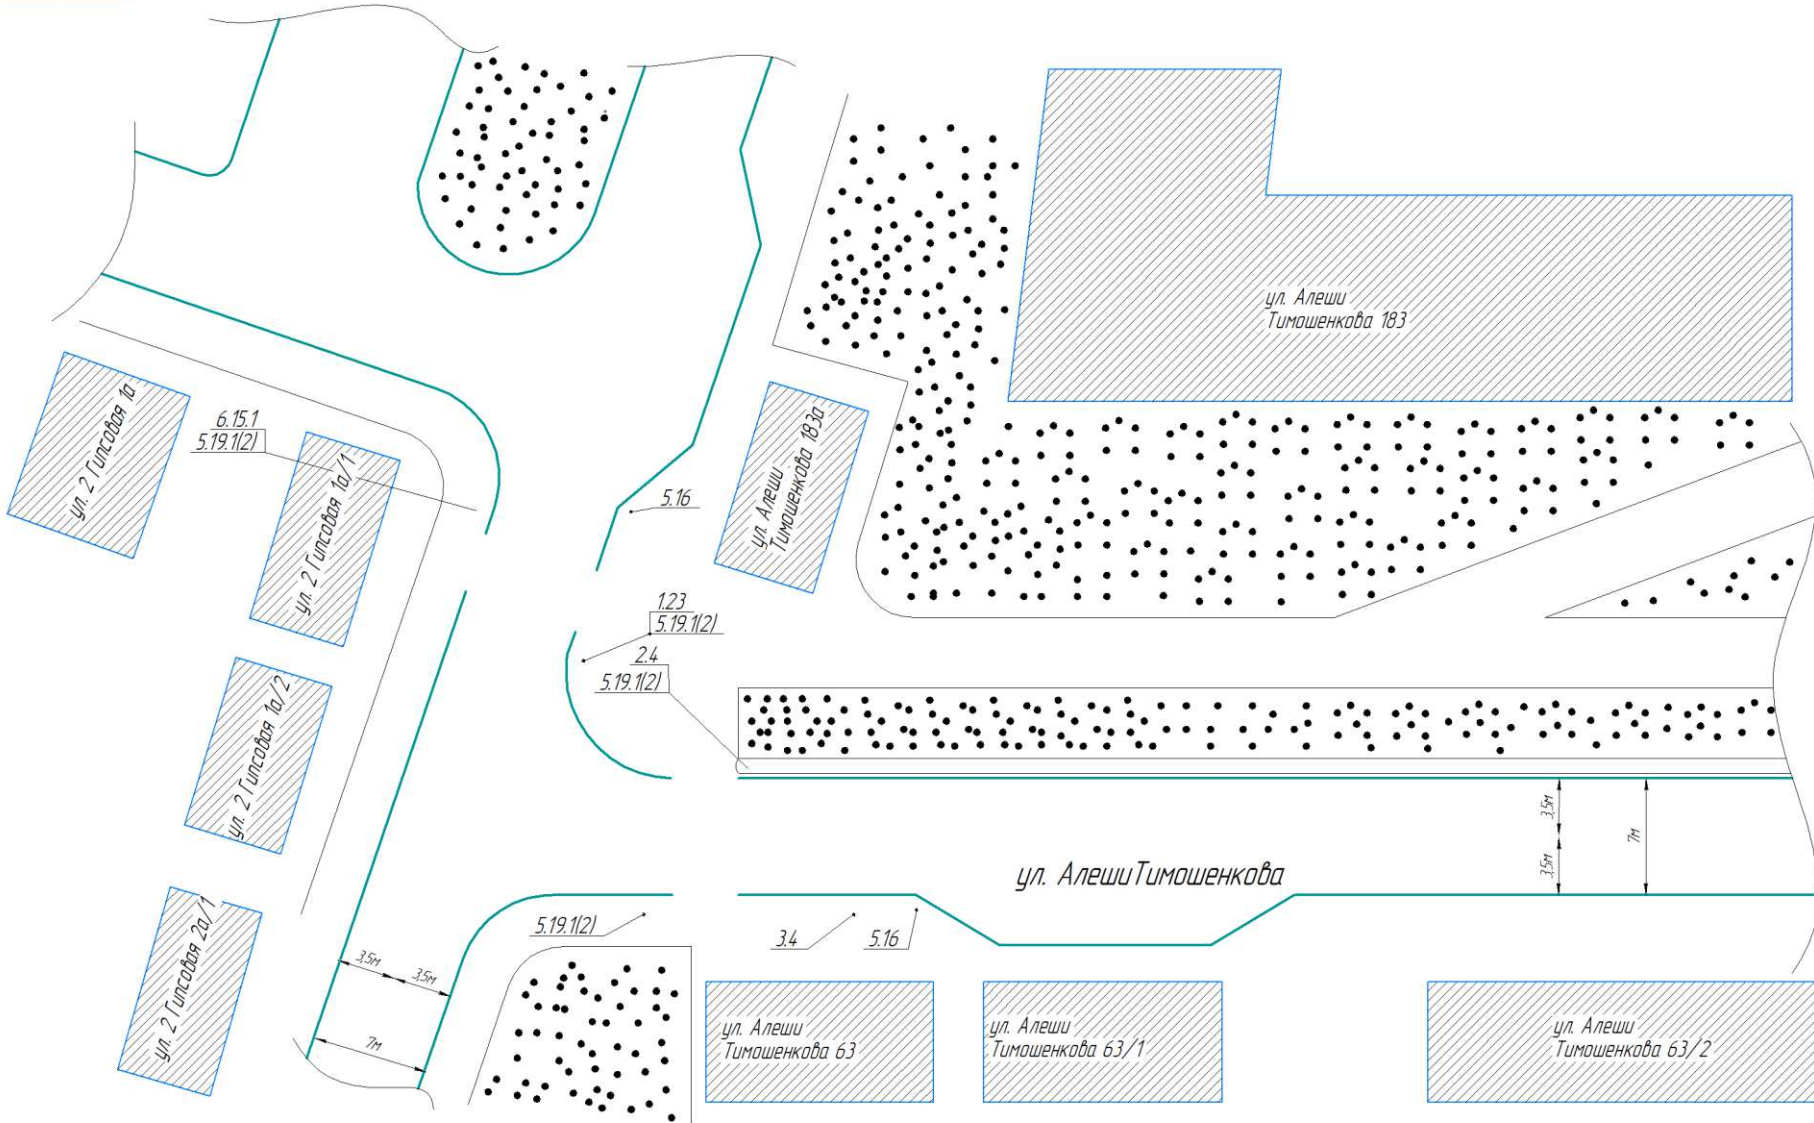 ул. Алеши
Тимошенкова 183
ул. 2 Гипсовая 1а
6.15.1
5.19.1(2)
ул. 2 Гипсовая 1а/1
ул. Алеши
Тимошенкова 183а
5.16
1.23
5.19.1(2)
2.4
5.19.1(2)
ул. 2 Гипсовая 1а/2
3,5м
3,5м
7м
ул. АлешиТимошенкова
ул. 2 Гипсовая 2а/1
5.19.1(2)
3.4
5.16
3,5м
3,5м
7м
ул. Алеши
Тимошенкова 63
ул. Алеши
Тимошенкова 63/1
ул. Алеши
Тимошенкова 63/2